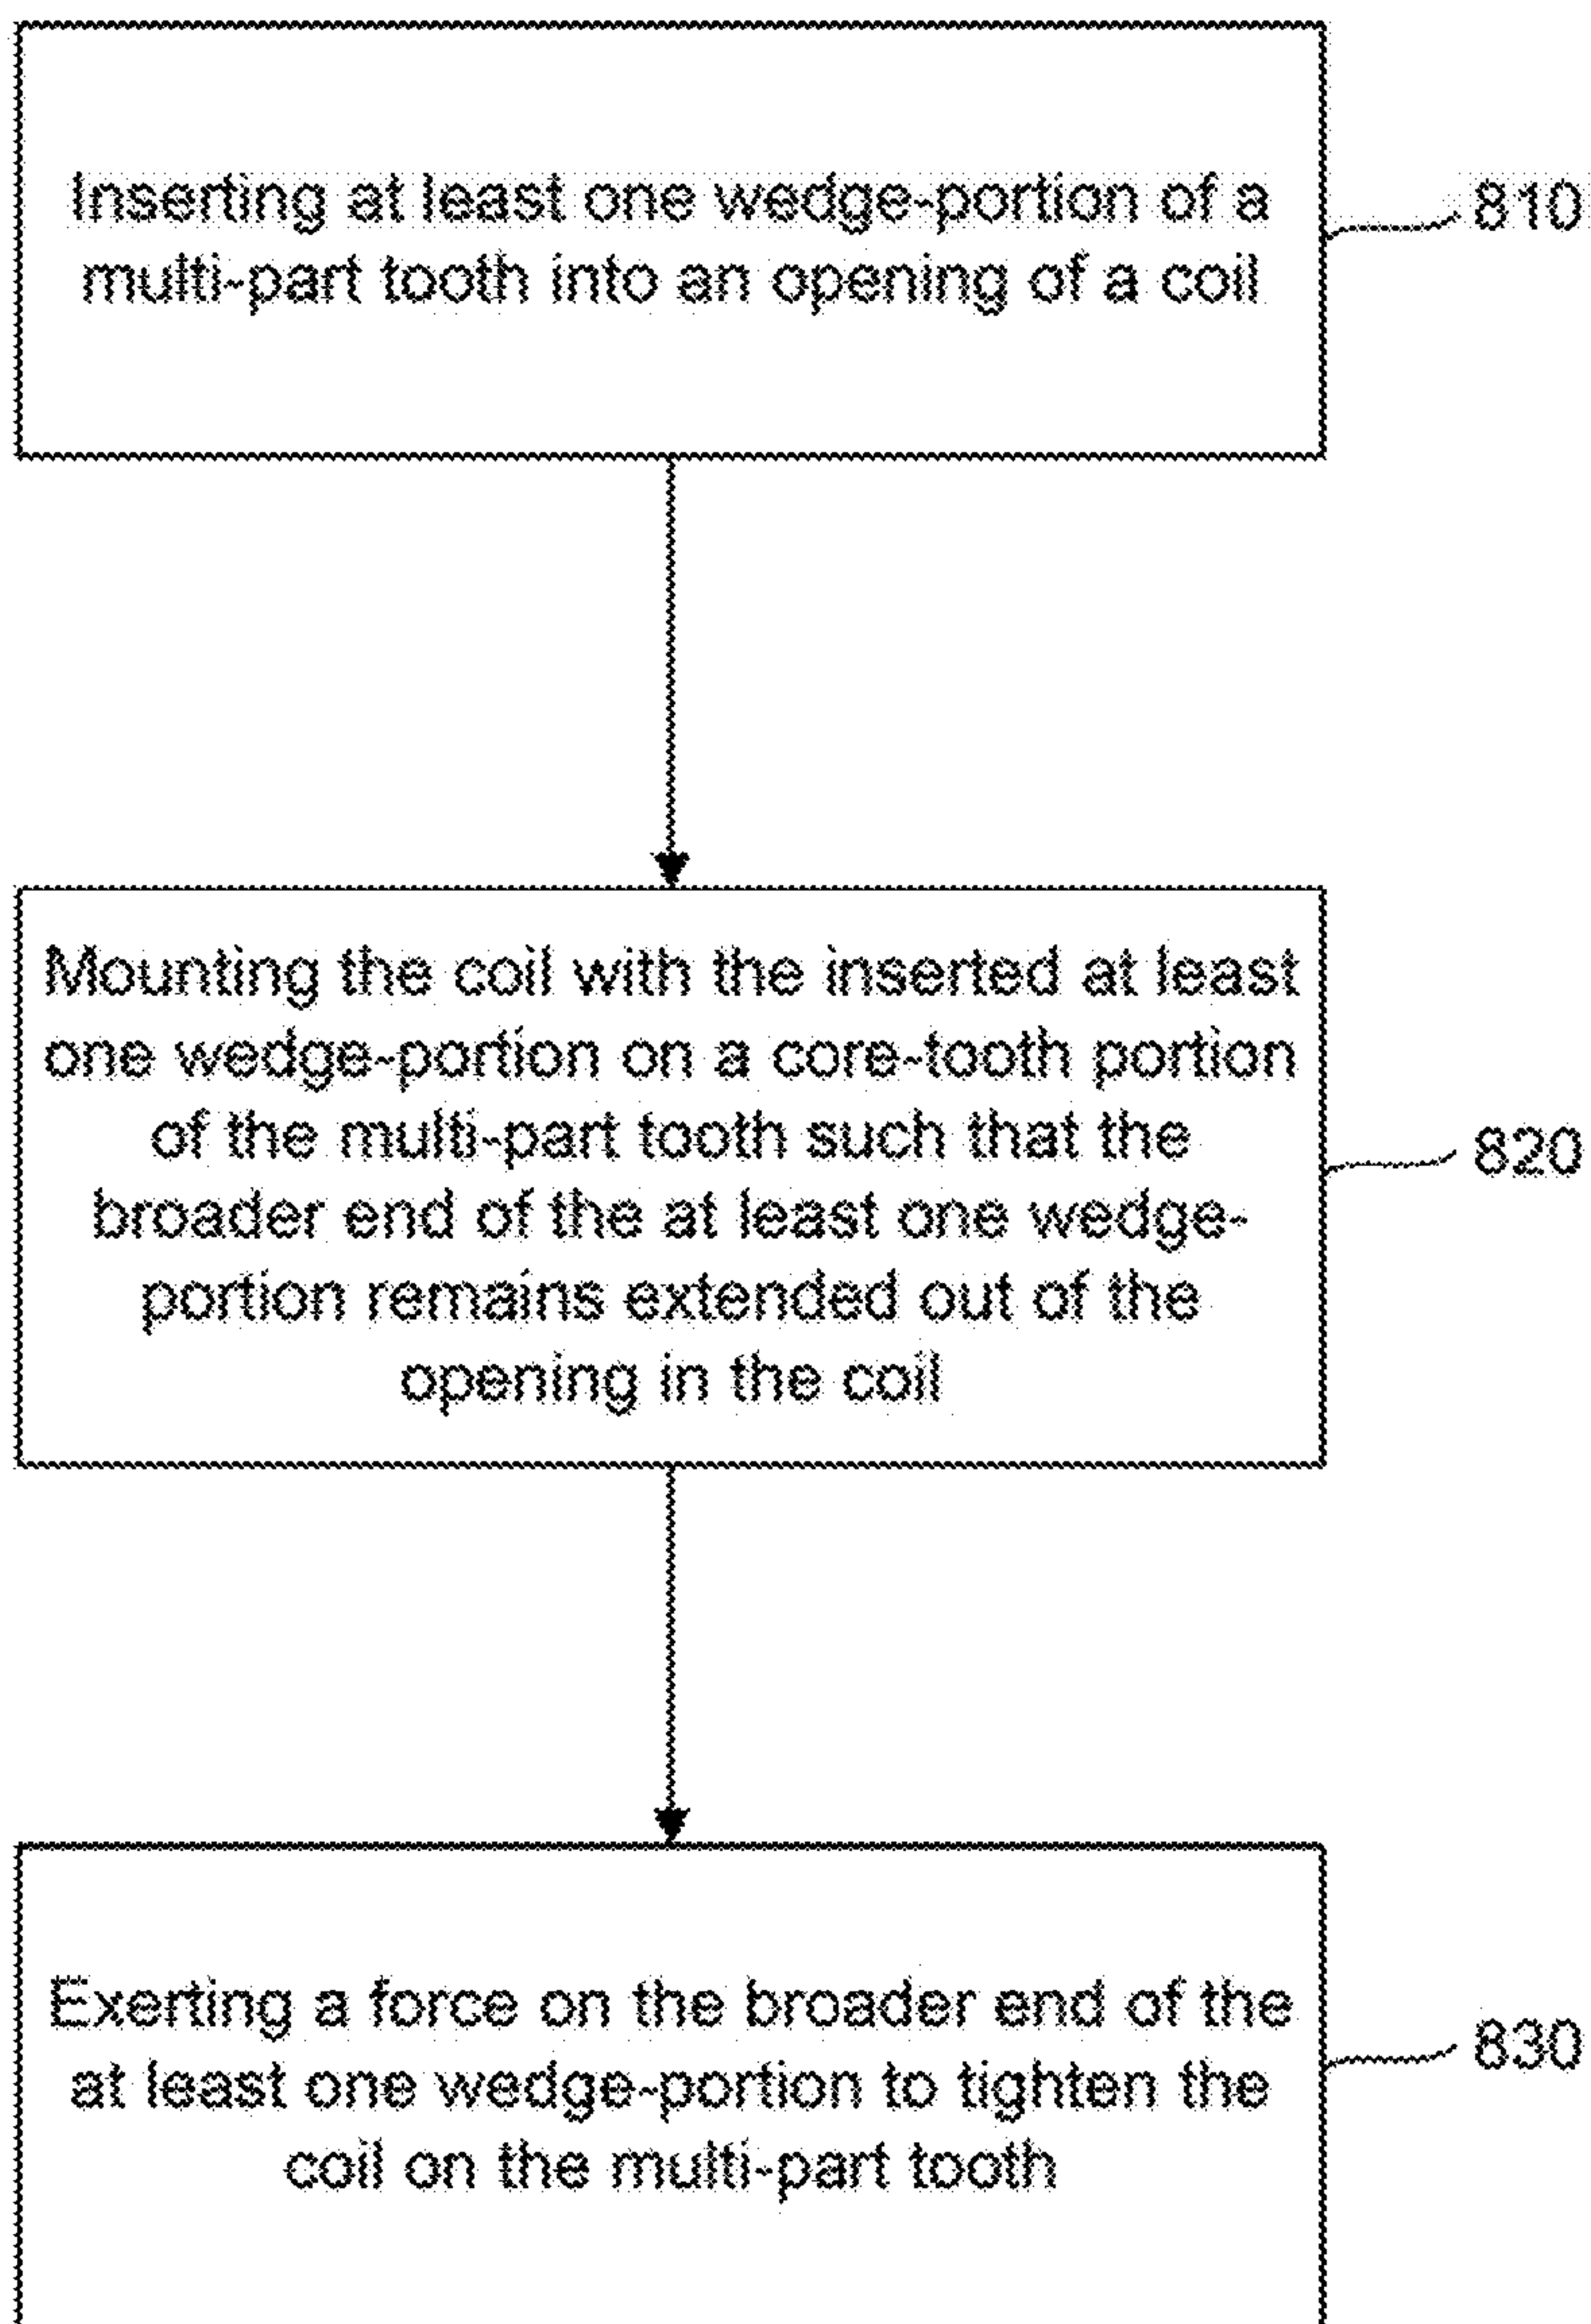 Inserting at least one wedge-portion of a
multi-part tooth into an opening of a coil
810
Mounting the coil with the inserted at least
one wedge-portion on a core-tooth portion
of the multi-part tooth such that the
broader end of the at least one wedge-
portion remains extended out of the
opening in the coil
820
Exerting a force on the broader end of the
at least one wedge-portion to tighten the
coil on the multi-part tooth
830